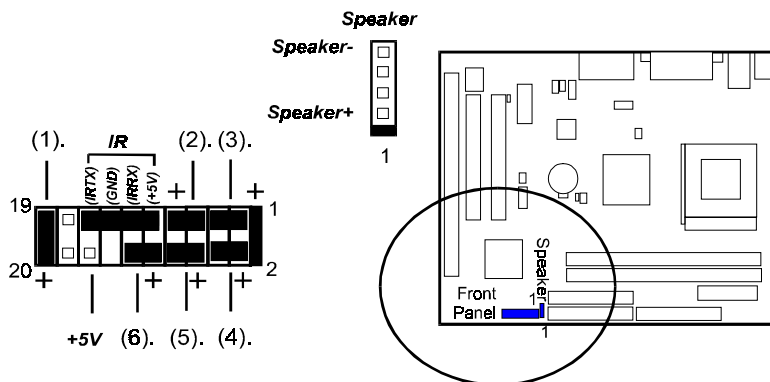 Speaker
Speaker-
Speaker+
1
(1).
IR
(2).
(3).
(IRTX)
(GND)
(IRRX)
(+5V)
+
+
19
1
20
2
+
+
+
+
+5V
(6).
(5).
(4).
Speaker
Front
Panel
1
1